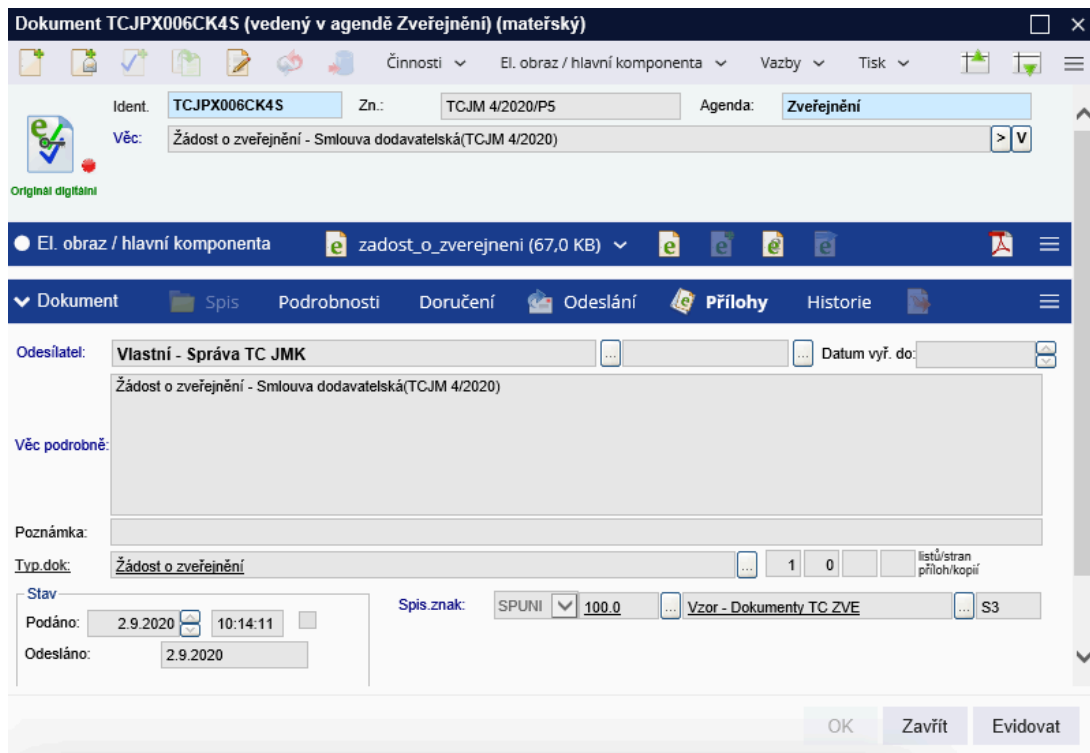 Dokument TCJPX006CK4S (vedený v agendě Zveřejnění) (mateřský)
Činnosti El. obraz / hlavní komponenta Vazby Tisk
Ident. TCJPX006CK4S Zn.: TCJM 4/2020/P5 Agenda: Zveřejnění
Věc: Žádost o zveřejnění - Smlouva dodavatelská(TCJM 4/2020) > V
Originál digitální
El. obraz / hlavní komponenta zadost_o_zverejneni (67,0 KB)
Dokument Spis Podrobnosti Doručení Odeslání Přílohy Historie
Odesílatel: Vlastní - Správa TC JMK ... ... Datum vyř. do:
Žádost o zveřejnění - Smlouva dodavatelská(TCJM 4/2020)
Věc podrobně:
Poznámka:
Typ.dok: Žádost o zveřejnění ... 1 0 listů/stran
příloh/kopií
Stav
Spis.znak: SPUNI 100.0 ... Vzor - Dokumenty TC ZVE ... S3
Podáno: 2.9.2020 10:14:11
Odesláno: 2.9.2020
OK Zavřít Evidovat